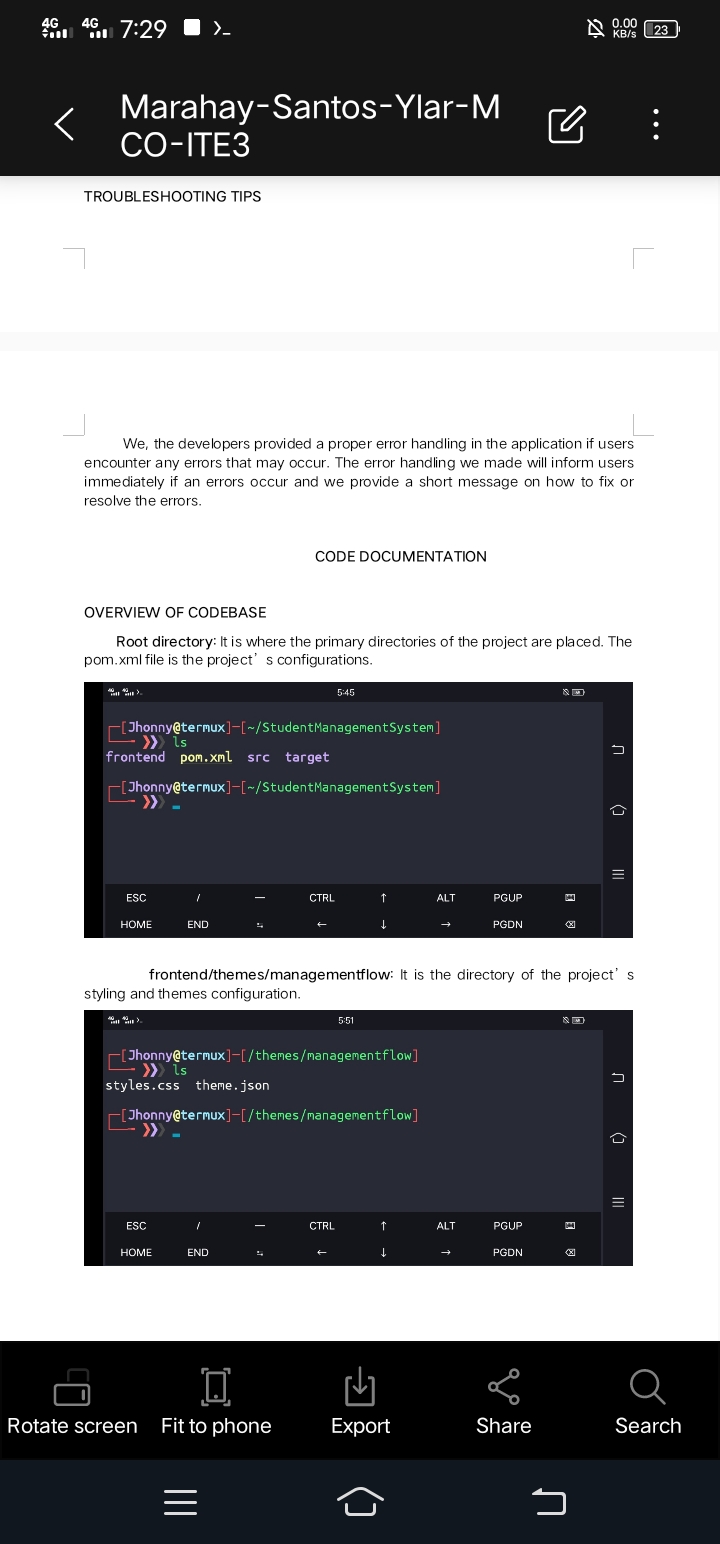 4G 4G 7:29 >_ 0.00 KB/s 23
Marahay-Santos-Ylar-M
CO-ITE3
TROUBLESHOOTING TIPS
We, the developers provided a proper error handling in the application if users
encounter any errors that may occur. The error handling we made will inform users
immediately if an errors occur and we provide a short message on how to fix or
resolve the errors.
CODE DOCUMENTATION
OVERVIEW OF CODEBASE
Root directory: It is where the primary directories of the project are placed. The
pom.xml file is the project’s configurations.
4G 4G >_ 5:45
[Jhonny@termux]-[~/StudentManagementSystem]
ls
frontend pom.xml src target
[Jhonny@termux]-[~/StudentManagementSystem]
ESC / — CTRL ↑ ALT PGUP
HOME END ← ↓ → PGDN
frontend/themes/managementflow: It is the directory of the project’s
styling and themes configuration.
4G 4G >_ 5:51
[Jhonny@termux]-[/themes/managementflow]
ls
styles.css theme.json
[Jhonny@termux]-[/themes/managementflow]
ESC / — CTRL ↑ ALT PGUP
HOME END ← ↓ → PGDN
Rotate screen Fit to phone Export Share Search